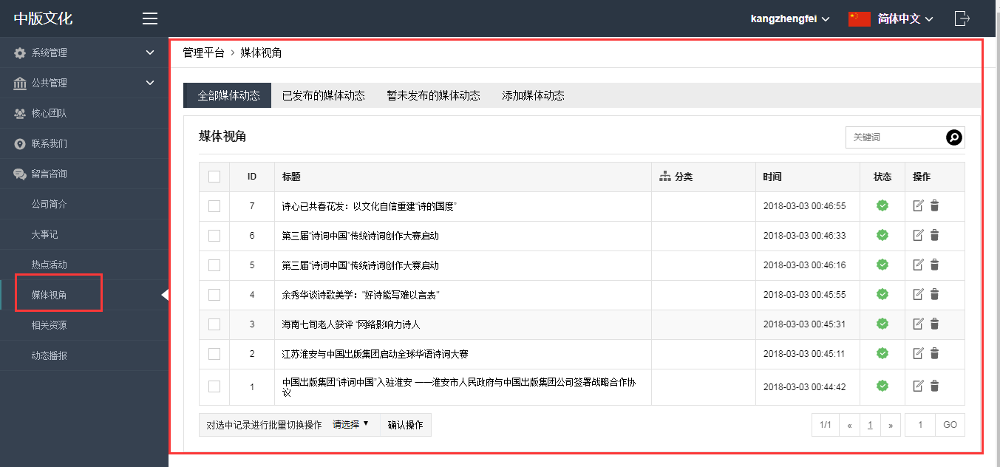 中版文化
kangzhengfei
简体中文
系统管理
公共管理
核心团队
联系我们
留言咨询
公司简介
大事记
热点活动
媒体视角
相关资源
动态播报
管理平台 > 媒体视角
全部媒体动态 已发布的媒体动态 暂未发布的媒体动态 添加媒体动态
媒体视角
关键词
ID 标题 分类 时间 状态 操作
7 诗心已共春花发：以文化自信重建“诗的国度” 2018-03-03 00:46:55
6 第三届“诗词中国”传统诗词创作大赛启动 2018-03-03 00:46:33
5 第三届“诗词中国”传统诗词创作大赛启动 2018-03-03 00:46:16
4 余秀华谈诗歌美学：“好诗能写难以言表” 2018-03-03 00:45:55
3 海南七旬老人获评 “网络影响力诗人 2018-03-03 00:45:31
2 江苏淮安与中国出版集团启动全球华语诗词大赛 2018-03-03 00:45:11
1 中国出版集团“诗词中国”入驻淮安 ——淮安市人民政府与中国出版集团公司签署战略合作协 2018-03-03 00:44:42
议
对选中记录进行批量切换操作 请选择 ▼ 确认操作
1/1 « 1 » 1 GO